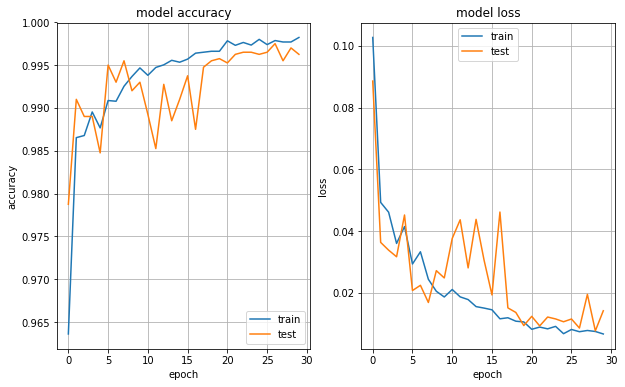 model accuracy
1.000
0.995
0.990
0.985
0.980
0.975
0.970
0.965
accuracy
0 5 10 15 20 25 30
epoch
train
test
model loss
0.10
0.08
0.06
0.04
0.02
loss
0 5 10 15 20 25 30
epoch
train
test